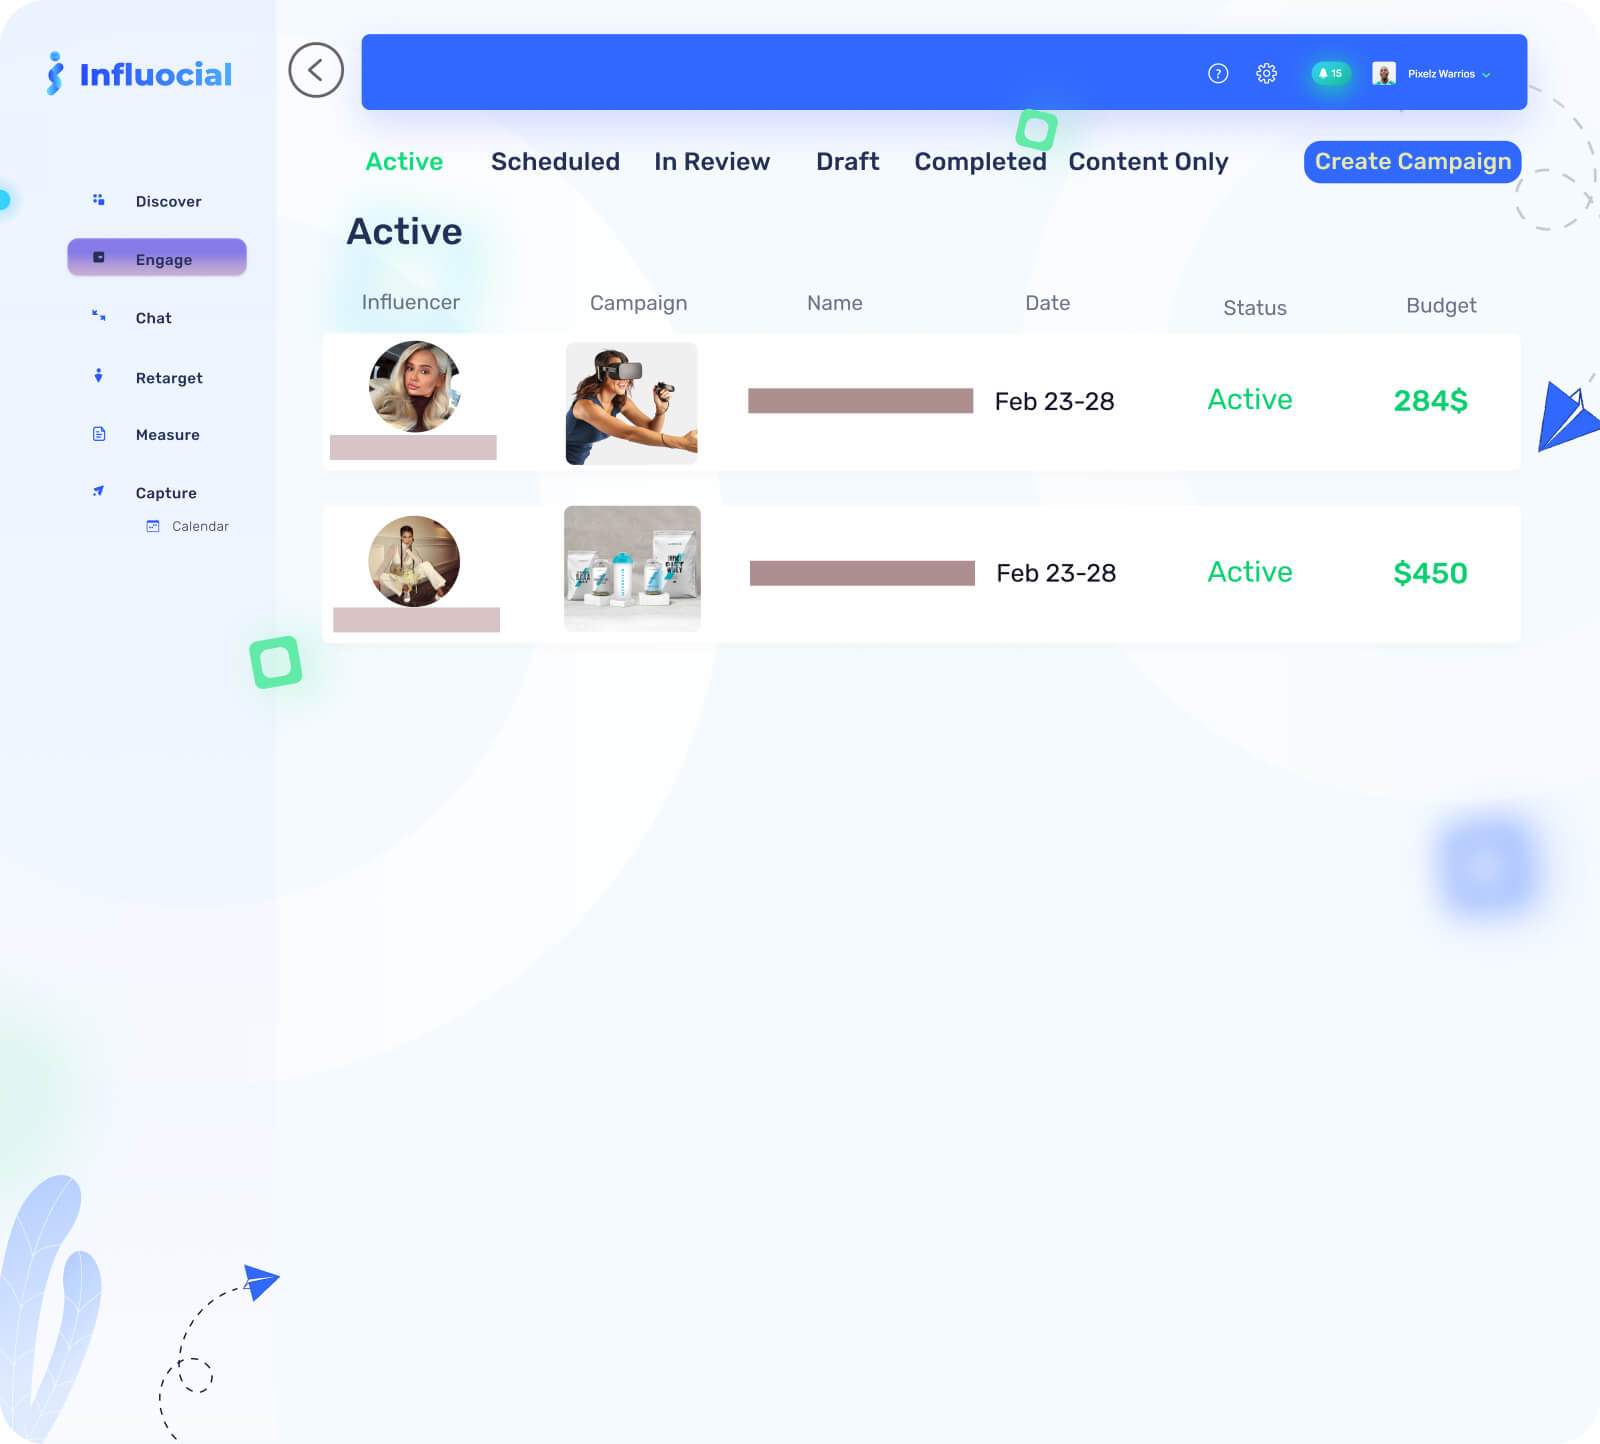 Influocial
?
15
Pixelz Warrios
Active
Scheduled
In Review
Draft
Completed
Content Only
Create Campaign
Discover
Engage
Chat
Retarget
Measure
Capture
Calendar
Active
Influencer
Campaign
Name
Date
Status
Budget
Feb 23-28
Active
284$
Feb 23-28
Active
$450